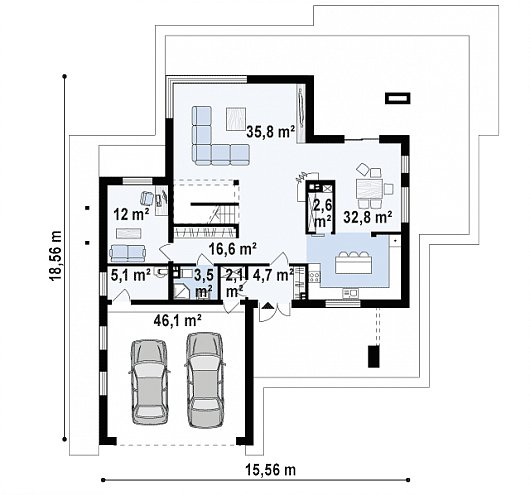 35,8 m²
2,6
m²
12 m²
32,8 m²
16,6 m²
5,1 m²
3,5
m²
2,1
m²
4,7 m²
46,1 m²
18,56 m
15,56 m